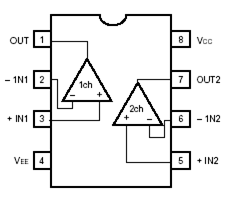 OUT 1 8 Vcc
- 1N1 2 1ch 7 OUT2
- +
+ IN1 3 2ch 6 - 1N2
+ -
VEE 4 5 + IN2